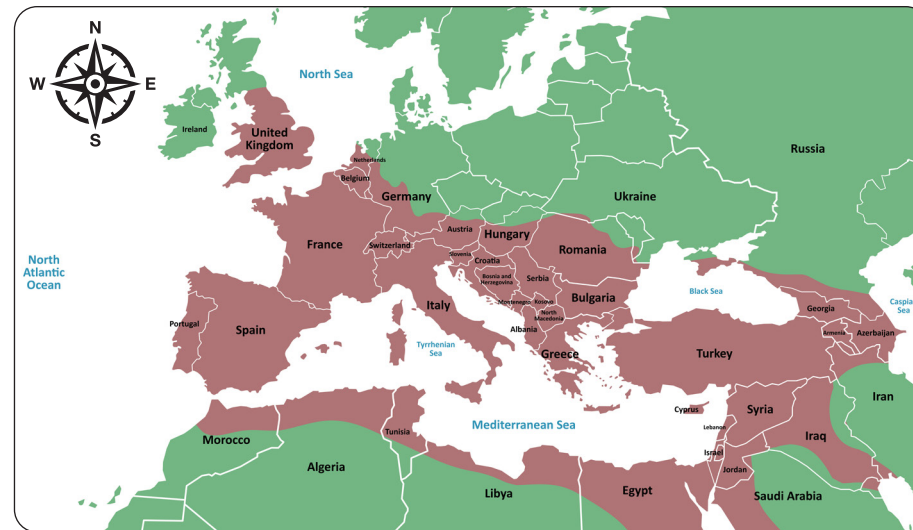 N
W
E
S
North Sea
Ireland
United
Kingdom
Russia
Netherlands
Belgium
Germany
Ukraine
Austria
Hungary
France
Switzerland
Slovenia
Croatia
Romania
North
Atlantic
Ocean
Bosnia and
Herzegovina
Serbia
Black Sea
Caspia
Sea
Italy
Montenegro
Kosovo
Bulgaria
Georgia
North
Macedonia
Portugal
Spain
Albania
Armenia
Azerbaijan
Tyrrhenian
Sea
Greece
Turkey
Iran
Cyprus
Syria
Mediterranean Sea
Lebanon
Tunisia
Morocco
Iraq
Israel
Algeria
Jordan
Libya
Egypt
Saudi Arabia